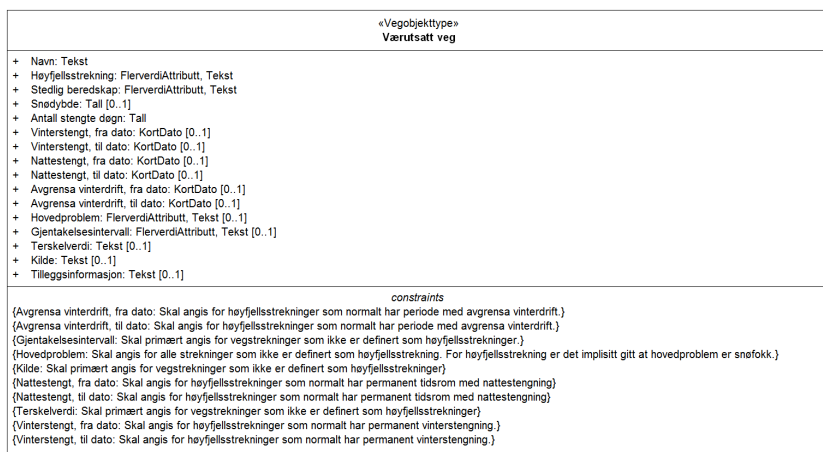 «Vegobjekttype»
Værutsatt veg
+ Navn: Tekst
+ Høyfjellsstrekning: FlerverdiAttributt, Tekst
+ Stedlig beredskap: FlerverdiAttributt, Tekst
+ Snødybde: Tall [0..1]
+ Antall stengte døgn: Tall
+ Vinterstengt, fra dato: KortDato [0..1]
+ Vinterstengt, til dato: KortDato [0..1]
+ Nattestengt, fra dato: KortDato [0..1]
+ Nattestengt, til dato: KortDato [0..1]
+ Avgrensa vinterdrift, fra dato: KortDato [0..1]
+ Avgrensa vinterdrift, til dato: KortDato [0..1]
+ Hovedproblem: FlerverdiAttributt, Tekst [0..1]
+ Gjentakelsesintervall: FlerverdiAttributt, Tekst [0..1]
+ Terskelverdi: Tekst [0..1]
+ Kilde: Tekst [0..1]
+ Tilleggsinformasjon: Tekst [0..1]
constraints
{Avgrensa vinterdrift, fra dato: Skal angis for høyfjellsstrekninger som normalt har periode med avgrensa vinterdrift.}
{Avgrensa vinterdrift, til dato: Skal angis for høyfjellsstrekninger som normalt har periode med avgrensa vinterdrift.}
{Gjentakelsesintervall: Skal primært angis for vegstrekninger som ikke er definert som høyfjellsstrekninger.}
{Hovedproblem: Skal angis for alle strekninger som ikke er definert som høyfjellsstrekning. For høyfjellsstrekning er det implisitt gitt at hovedproblem er snøfokk.}
{Kilde: Skal primært angis for vegstrekninger som ikke er definert som høyfjellsstrekninger}
{Nattestengt, fra dato: Skal angis for høyfjellsstrekninger som normalt har permanent tidsrom med nattestengning}
{Nattestengt, til dato: Skal angis for høyfjellsstrekninger som normalt har permanent tidsrom med nattestengning}
{Terskelverdi: Skal primært angis for vegstrekninger som ikke er definert som høyfjellsstrekninger}
{Vinterstengt, fra dato: Skal angis for høyfjellsstrekninger som normalt har permanent vinterstengning.}
{Vinterstengt, til dato: Skal angis for høyfjellsstrekninger som normalt har permanent vinterstengning.}